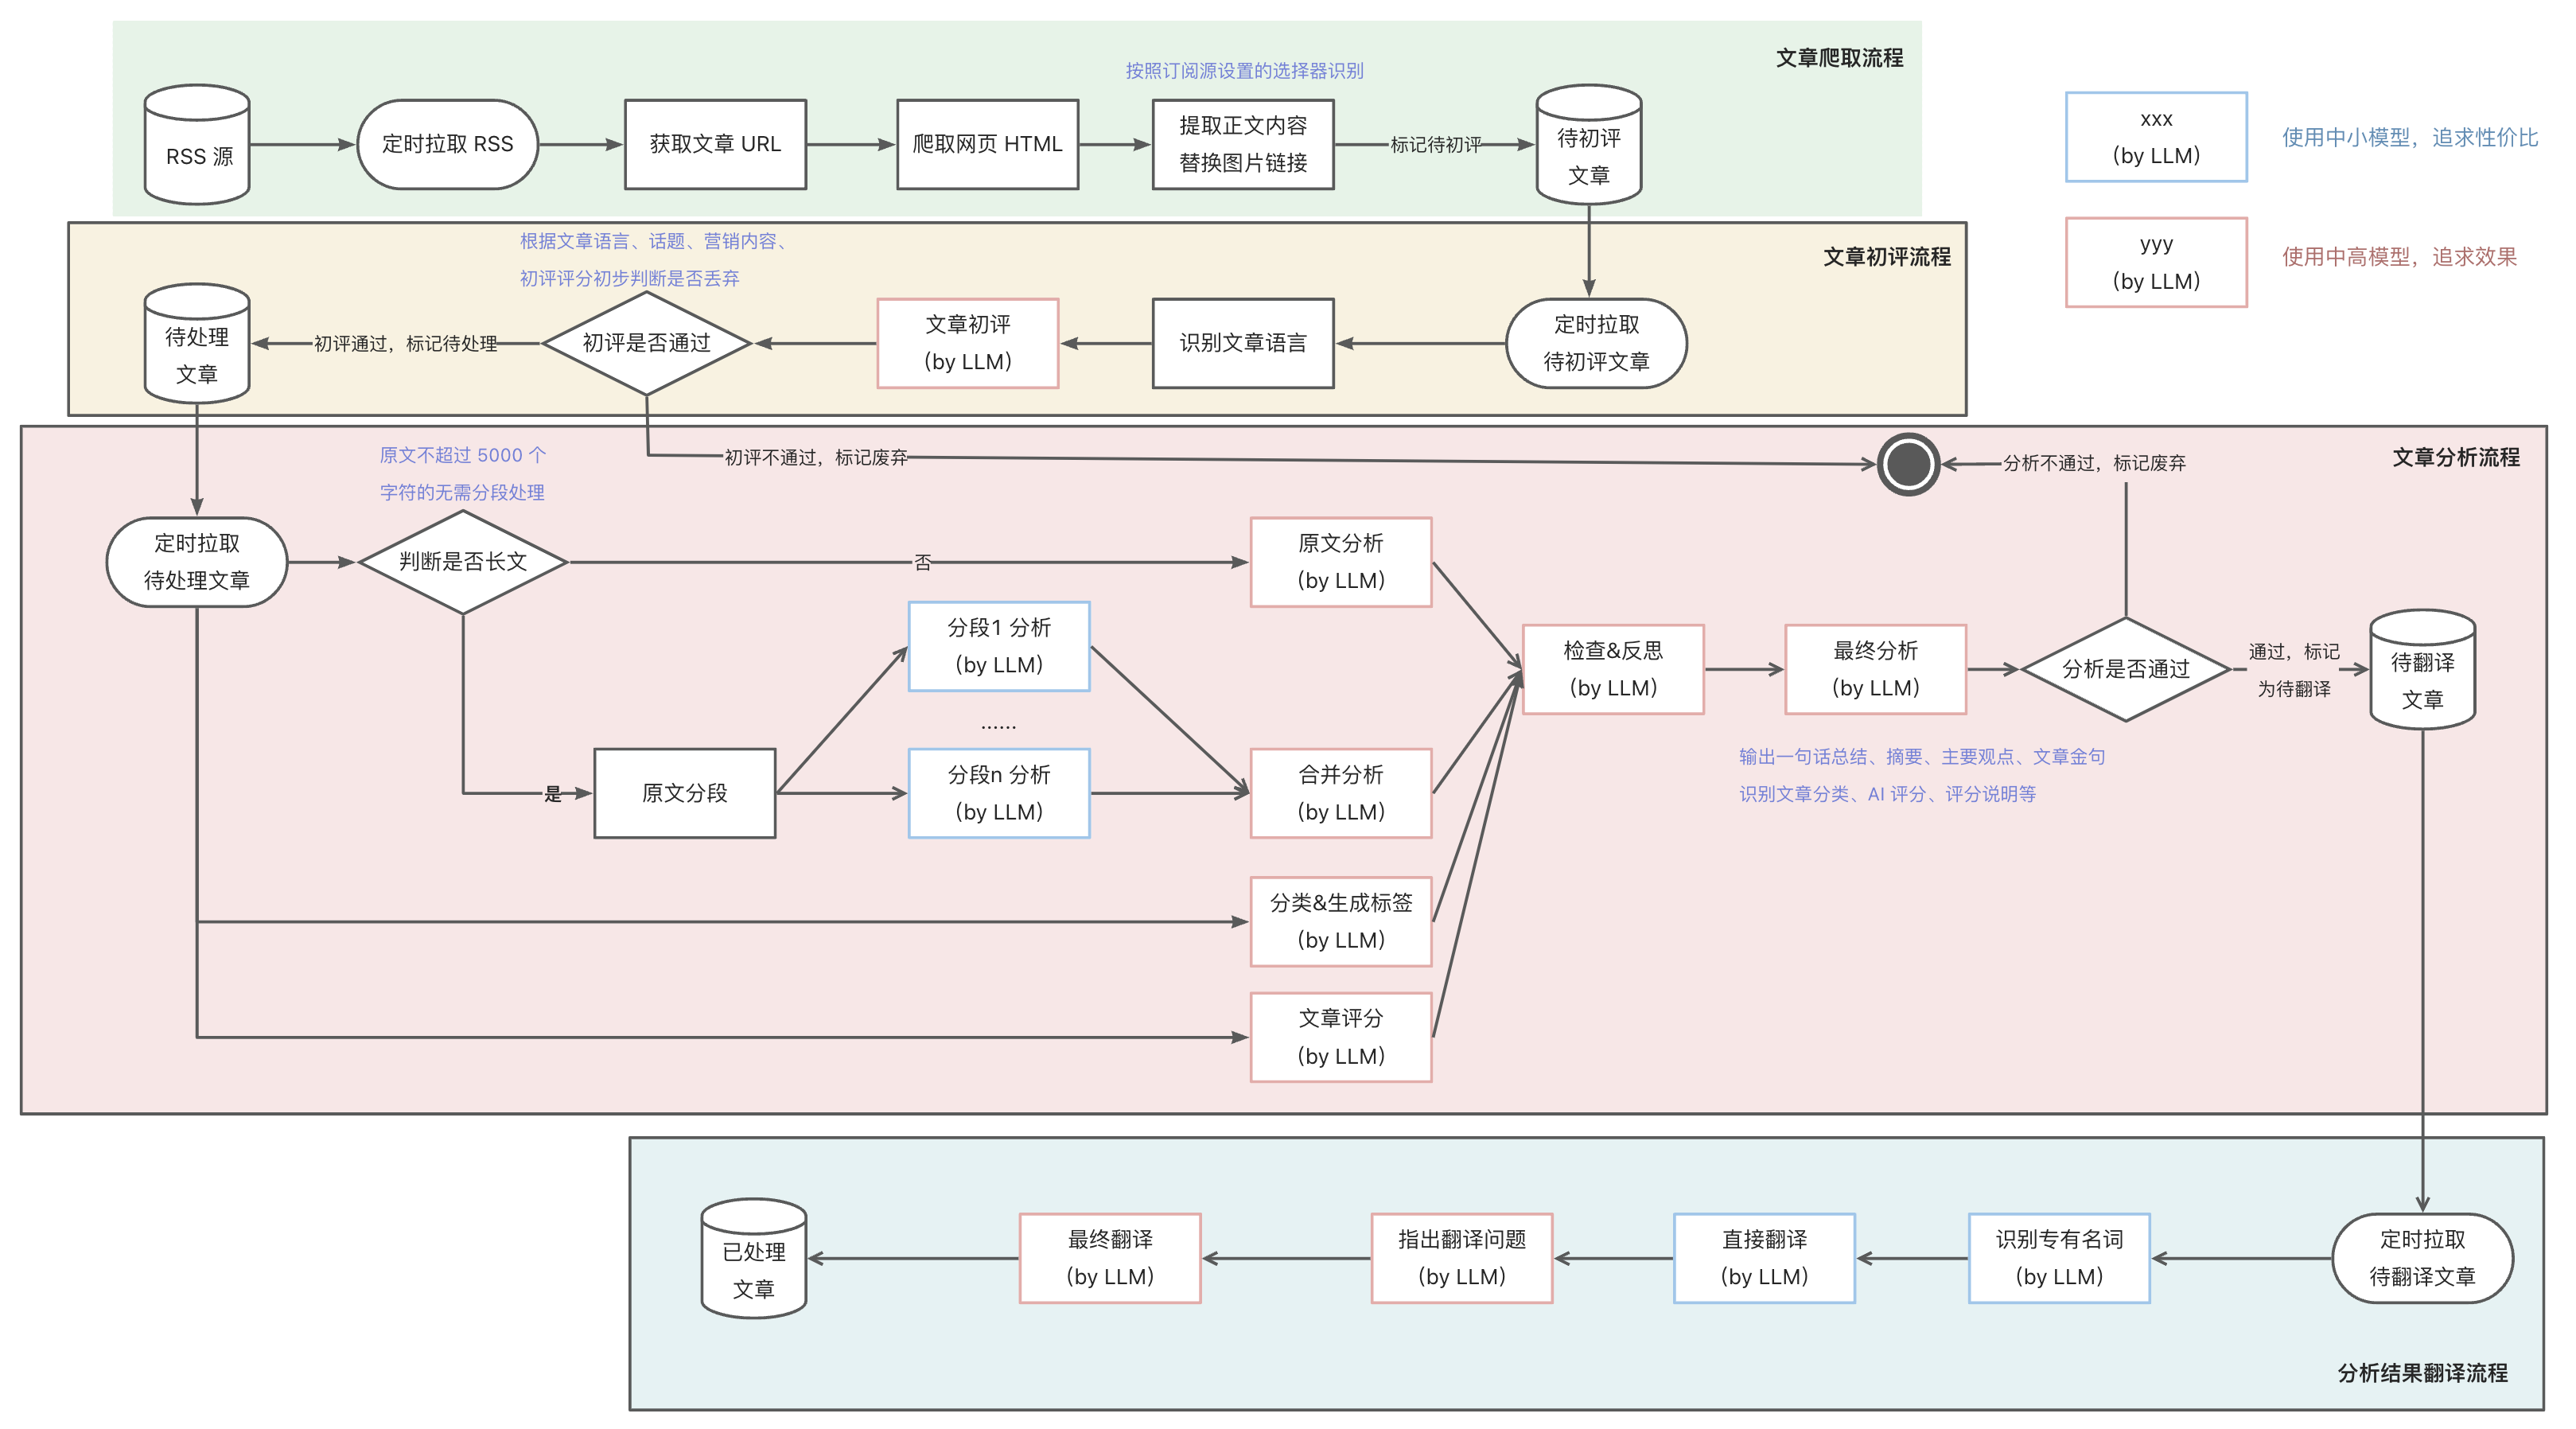 文章爬取流程
按照订阅源设置的选择器识别
RSS 源
定时拉取 RSS
获取文章 URL
爬取网页 HTML
提取正文内容
替换图片链接
标记待初评
待初评
文章
xxx
(by LLM)
使用中小模型，追求性价比
yyy
(by LLM)
使用中高模型，追求效果
文章初评流程
根据文章语言、话题、营销内容、
初评评分初步判断是否丢弃
待处理
文章
初评通过，标记待处理
初评是否通过
文章初评
(by LLM)
识别文章语言
定时拉取
待初评文章
文章分析流程
初评不通过，标记废弃
分析不通过，标记废弃
原文不超过 5000 个
字符的无需分段处理
定时拉取
待处理文章
判断是否长文
否
原文分析
(by LLM)
分段1 分析
(by LLM)
......
检查&反思
(by LLM)
最终分析
(by LLM)
分析是否通过
通过，标记
为待翻译
待翻译
文章
是
原文分段
分段n 分析
(by LLM)
合并分析
(by LLM)
输出一句话总结、摘要、主要观点、文章金句
识别文章分类、AI 评分、评分说明等
分类&生成标签
(by LLM)
文章评分
(by LLM)
已处理
文章
最终翻译
(by LLM)
指出翻译问题
(by LLM)
直接翻译
(by LLM)
识别专有名词
(by LLM)
定时拉取
待翻译文章
分析结果翻译流程